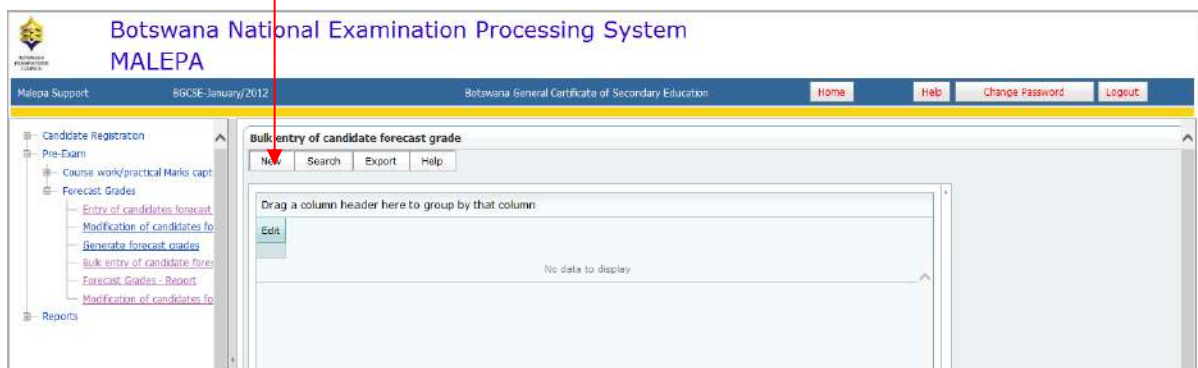 Botswana National Examination Processing System
MALEPA
BOTSWANA
EXAMINATIONS
COUNCIL
Malepa Support BGCSE-January/2012 Botswana General Certificate of Secondary Education Home Help Change Password Logout
Candidate Registration
Pre-Exam
Course work/practical Marks capt
Forecast Grades
Entry of candidates forecast
Modification of candidates fo
Generate forecast grades
Bulk entry of candidate fore
Forecast Grades - Report
Modification of candidates fo
Reports
Bulk entry of candidate forecast grade
New Search Export Help
Drag a column header here to group by that column
Edit
No data to display